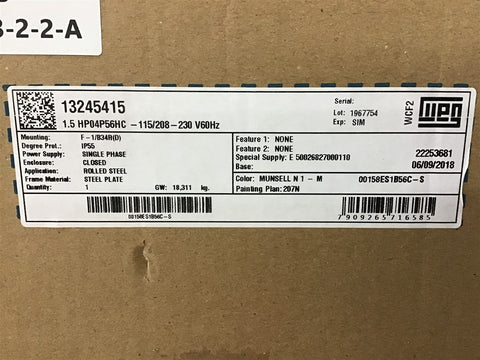 3-2-2-A
13245415
1.5 HP04P56HC -115/208-230 V60Hz
Serial:
Lot: 1967754
Exp: SIM
WCF2
WEG
Mounting: F-1/B34R(D)
Degree Prot.: IP55
Power Supply: SINGLE PHASE
Enclosure: CLOSED
Application: ROLLED STEEL
Frame Material: STEEL PLATE
Quantity: 1 GW: 18,311 kg.
Feature 1: NONE
Feature 2: NONE
Special Supply: E 50026827000110
Base:
22253681
06/09/2018
Color: MUNSELL N 1 - M 00158ES1B56C-S
Painting Plan: 207N
00158ES1B56C-S
7 909265 716585